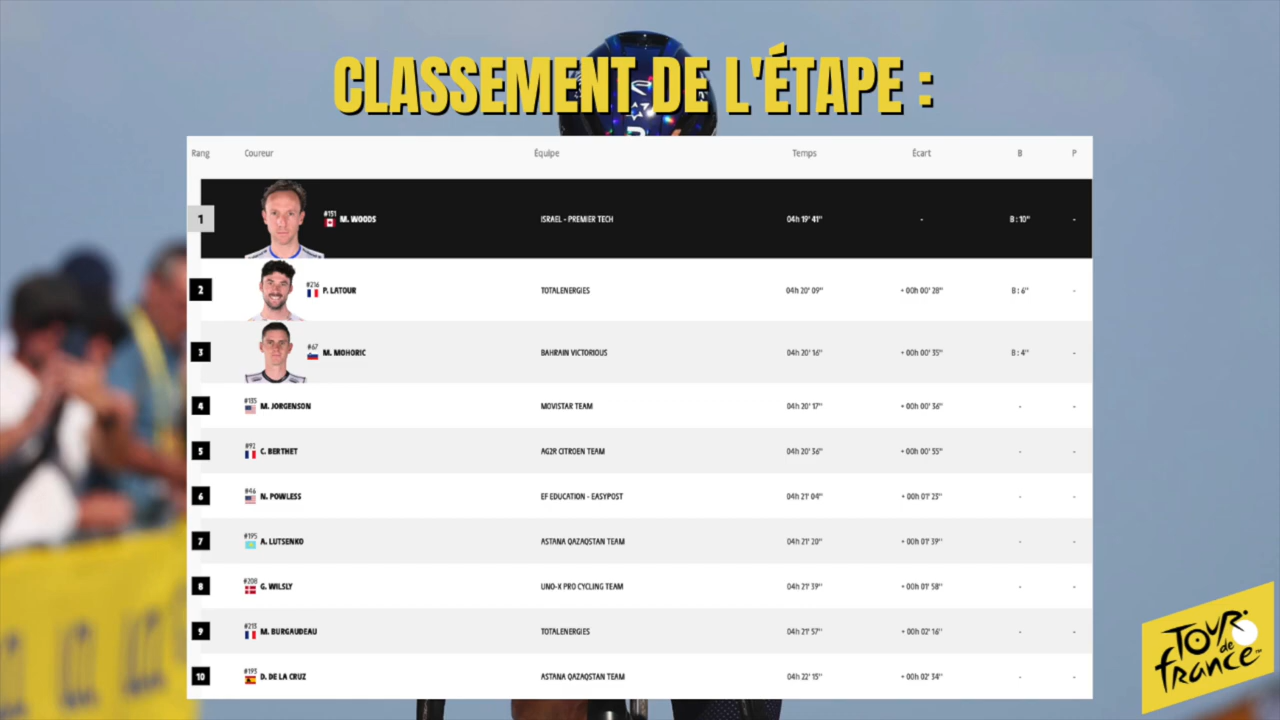 CLASSEMENT DE L'ÉTAPE :
Rang Coureur Équipe Temps Écart B P
1 #151 M. WOODS ISRAEL - PREMIER TECH 04h 19' 41'' - B : 10'' -
2 #216 P. LATOUR TOTALENERGIES 04h 20' 09'' + 00h 00' 28'' B : 6'' -
3 #67 M. MOHORIC BAHRAIN VICTORIOUS 04h 20' 16'' + 00h 00' 35'' B : 4'' -
4 #135 M. JORGENSON MOVISTAR TEAM 04h 20' 17'' + 00h 00' 36'' - -
5 #92 C. BERTHET AG2R CITROEN TEAM 04h 20' 36'' + 00h 00' 55'' - -
6 #46 N. POWLESS EF EDUCATION - EASYPOST 04h 21' 04'' + 00h 01' 23'' - -
7 #195 A. LUTSENKO ASTANA QAZAQSTAN TEAM 04h 21' 20'' + 00h 01' 39'' - -
8 #208 G. WILSLY UNO-X PRO CYCLING TEAM 04h 21' 39'' + 00h 01' 58'' - -
9 #213 M. BURGAUDEAU TOTALENERGIES 04h 21' 57'' + 00h 02' 16'' - -
10 #193 D. DE LA CRUZ ASTANA QAZAQSTAN TEAM 04h 22' 15'' + 00h 02' 34'' - -
TOUR
de
france